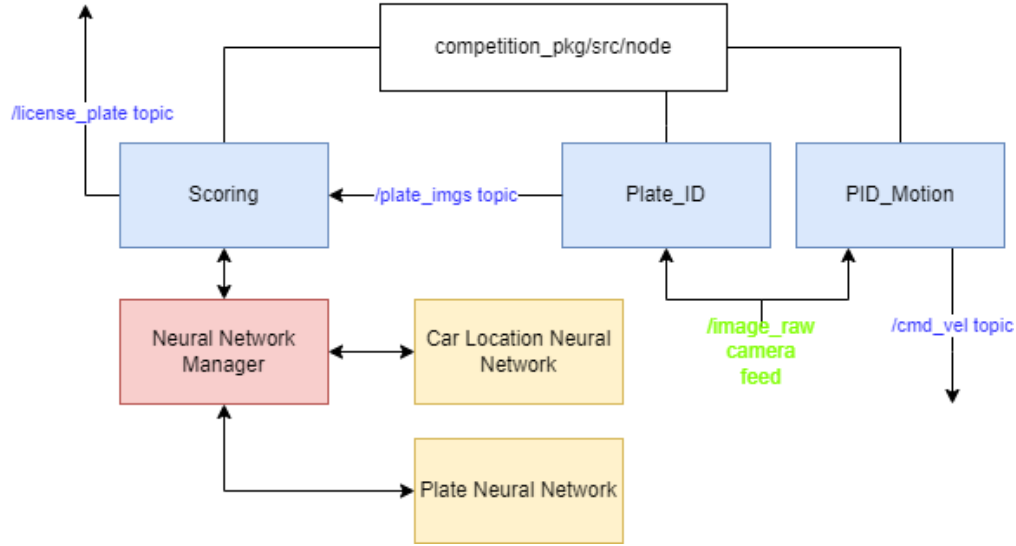 competition_pkg/src/node
/license_plate topic
Scoring
/plate_imgs topic
Plate_ID
PID_Motion
Neural Network
Manager
Car Location Neural
Network
/image_raw
camera
feed
/cmd_vel topic
Plate Neural Network